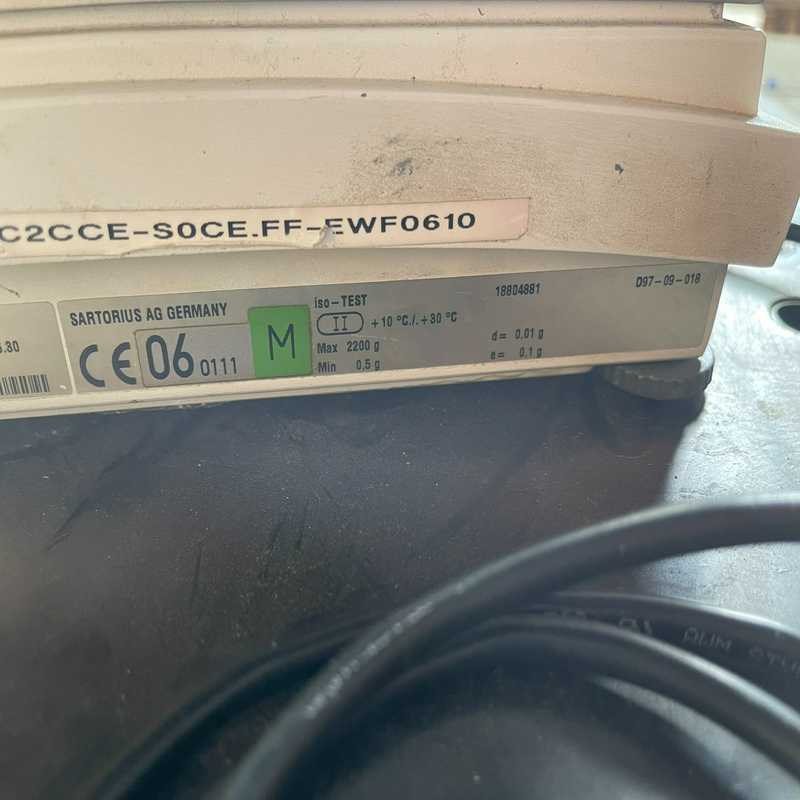 C2CCE-S0CE.FF-EWF0610
SARTORIUS AG GERMANY
CE 06 0111 M
iso-TEST
II +10 °C./.+30 °C
Max 2200 g
Min 0,5 g
18804881
d= 0,01 g
e= 0,1 g
D97-09-018
.30